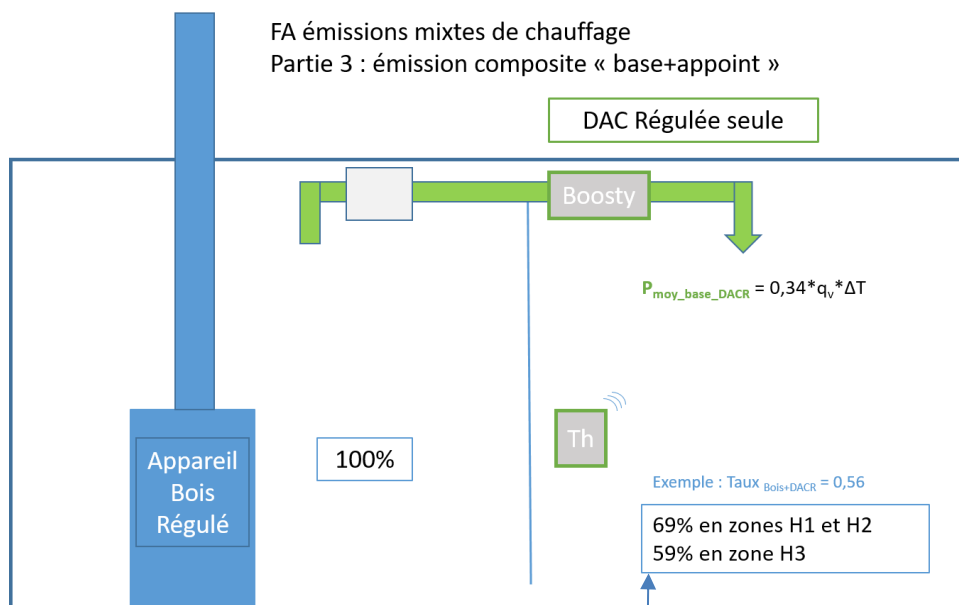 FA émissions mixtes de chauffage
Partie 3 : émission composite « base+appoint »
DAC Régulée seule
Boosty
P moy_base_DACR = 0,34*qv*ΔT
Th
Appareil
Bois
Régulé
100%
Exemple : Taux Bois+DACR = 0,56
69% en zones H1 et H2
59% en zone H3